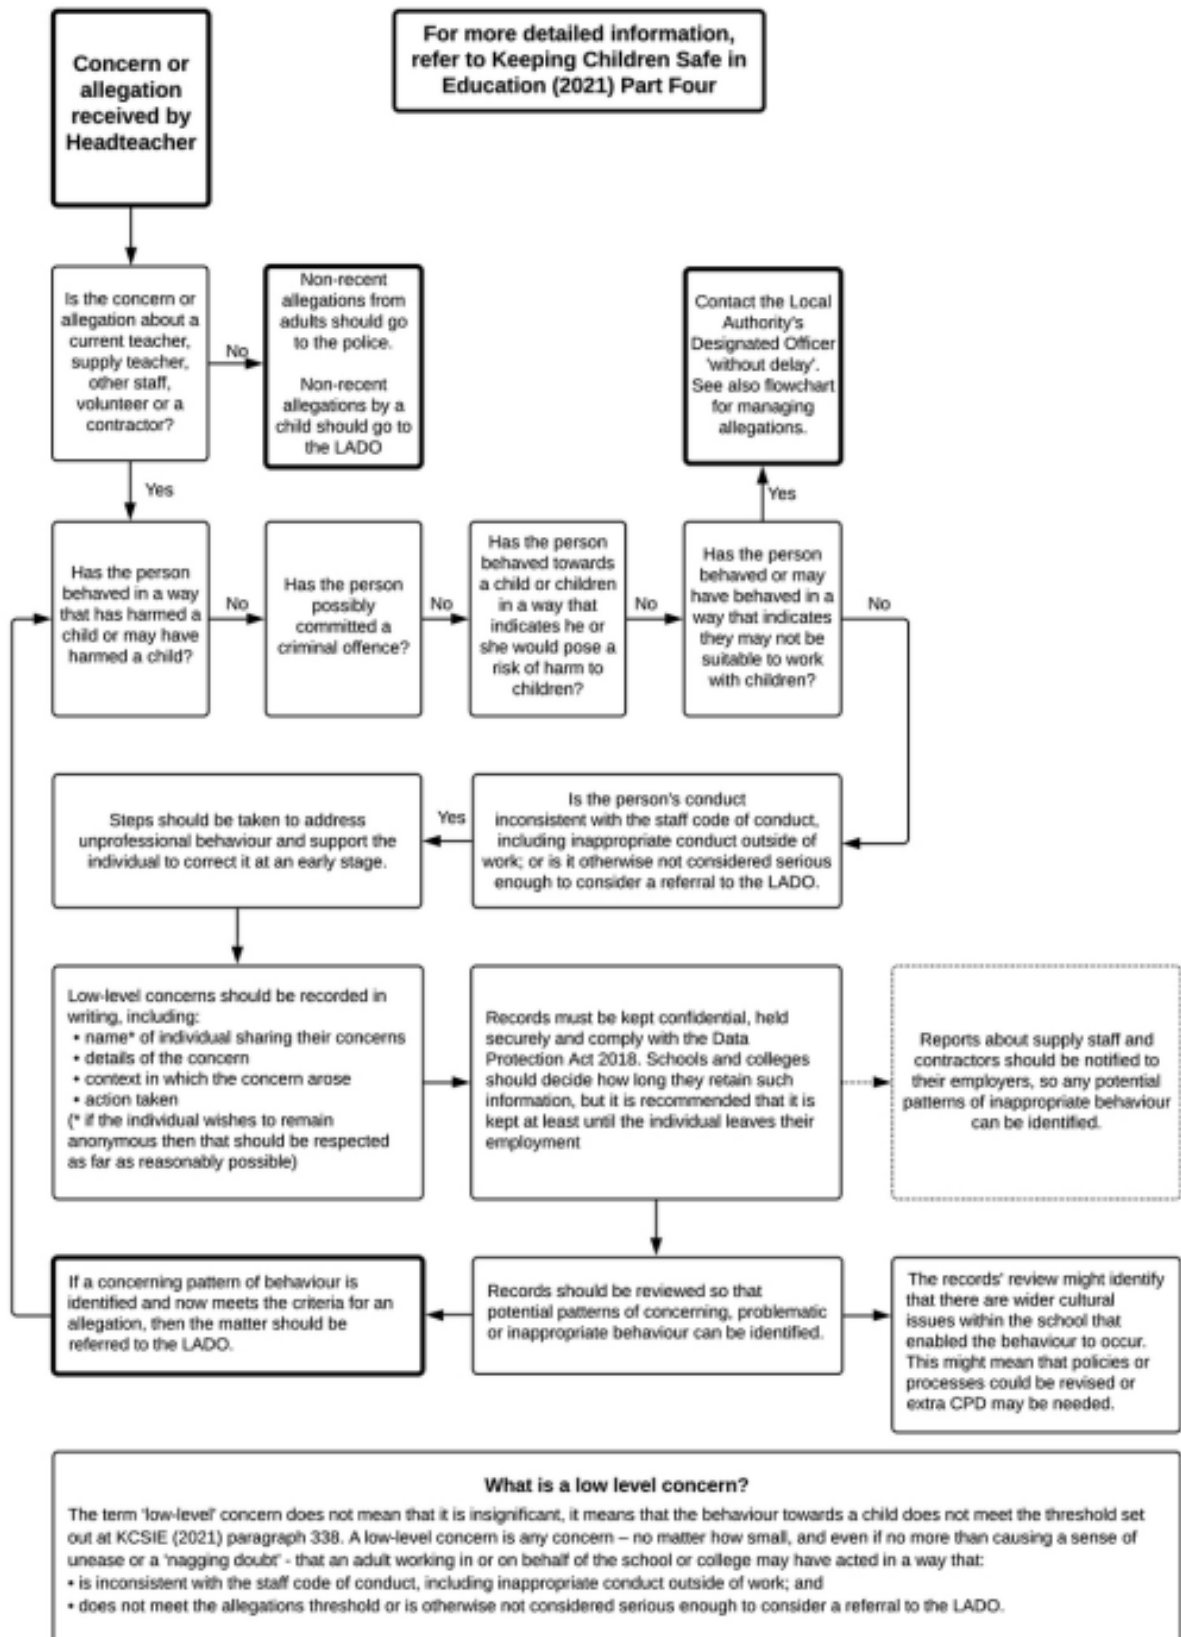 Concern or
allegation
received by
Headteacher
For more detailed information,
refer to Keeping Children Safe in
Education (2021) Part Four
Is the concern or
allegation about a
current teacher,
supply teacher,
other staff,
volunteer or a
contractor?
No
Non-recent
allegations from
adults should go
to the police.
Non-recent
allegations by a
child should go to
the LADO
Contact the Local
Authority's
Designated Officer
'without delay'.
See also flowchart
for managing
allegations.
Yes
Yes
Has the person
behaved in a way
that has harmed a
child or may have
harmed a child?
No
Has the person
possibly
committed a
criminal offence?
No
Has the person
behaved towards
a child or children
in a way that
indicates he or
she would pose a
risk of harm to
children?
No
Has the person
behaved or may
have behaved in a
way that indicates
they may not be
suitable to work
with children?
No
Steps should be taken to address
unprofessional behaviour and support the
individual to correct it at an early stage.
Yes
Is the person's conduct
inconsistent with the staff code of conduct,
including inappropriate conduct outside of
work; or is it otherwise not considered serious
enough to consider a referral to the LADO.
Low-level concerns should be recorded in
writing, including:
• name* of individual sharing their concerns
• details of the concern
• context in which the concern arose
• action taken
(* if the individual wishes to remain
anonymous then that should be respected
as far as reasonably possible)
Records must be kept confidential, held
securely and comply with the Data
Protection Act 2018. Schools and colleges
should decide how long they retain such
information, but it is recommended that it is
kept at least until the individual leaves their
employment
Reports about supply staff and
contractors should be notified to
their employers, so any potential
patterns of inappropriate behaviour
can be identified.
If a concerning pattern of behaviour is
identified and now meets the criteria for an
allegation, then the matter should be
referred to the LADO.
Records should be reviewed so that
potential patterns of concerning, problematic
or inappropriate behaviour can be identified.
The records' review might identify
that there are wider cultural
issues within the school that
enabled the behaviour to occur.
This might mean that policies or
processes could be revised or
extra CPD may be needed.
What is a low level concern?
The term 'low-level' concern does not mean that it is insignificant, it means that the behaviour towards a child does not meet the threshold set
out at KCSIE (2021) paragraph 338. A low-level concern is any concern – no matter how small, and even if no more than causing a sense of
unease or a 'nagging doubt' - that an adult working in or on behalf of the school or college may have acted in a way that:
• is inconsistent with the staff code of conduct, including inappropriate conduct outside of work; and
• does not meet the allegations threshold or is otherwise not considered serious enough to consider a referral to the LADO.